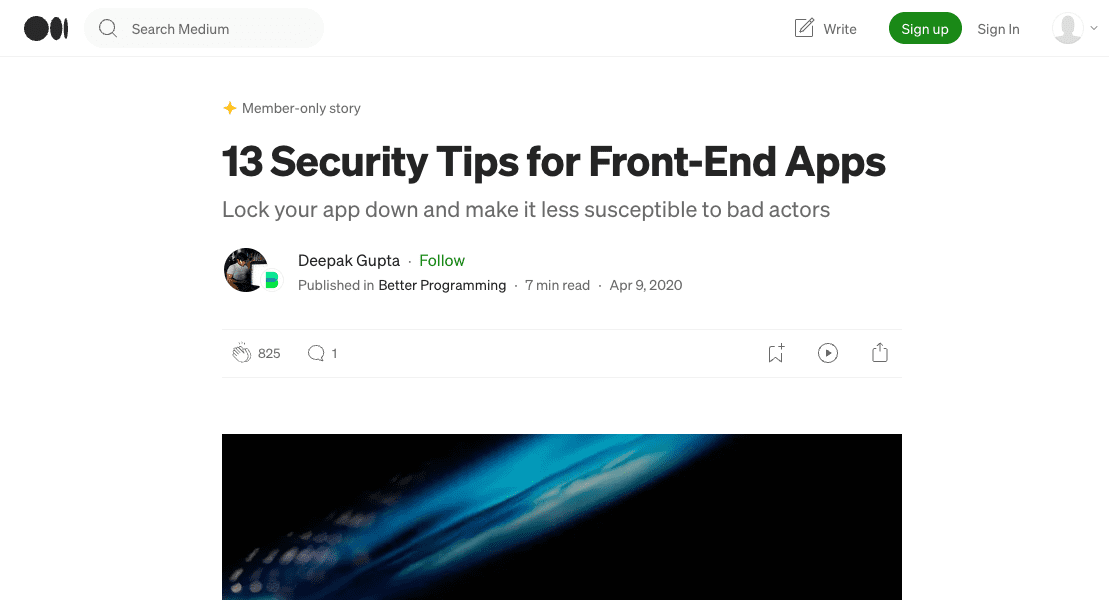 Search Medium
Write
Sign up
Sign In
Member-only story
13 Security Tips for Front-End Apps
Lock your app down and make it less susceptible to bad actors
Deepak Gupta · Follow
Published in Better Programming · 7 min read · Apr 9, 2020
825
1